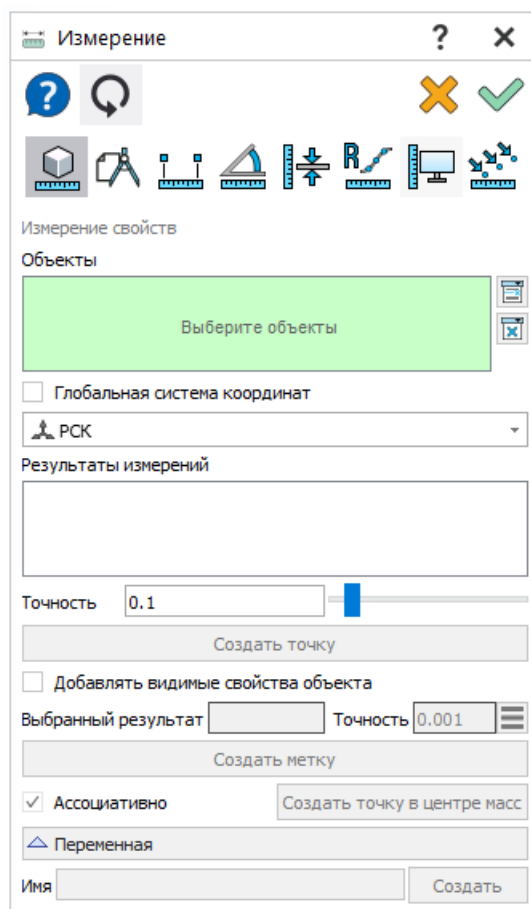 Измерение
?
?
R
Измерение свойств
Объекты
Выберите объекты
Глобальная система координат
РСК
Результаты измерений
Точность 0.1
Создать точку
Добавлять видимые свойства объекта
Выбранный результат Точность 0.001
Создать метку
Ассоциативно Создать точку в центре масс
Переменная
Имя Создать